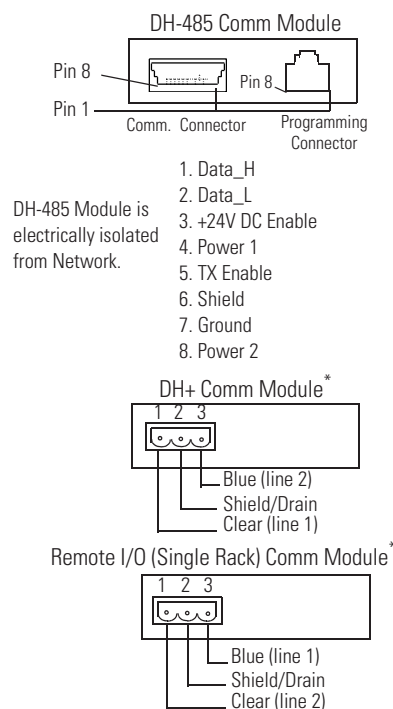 DH-485 Comm Module
Pin 8
Pin 8
Pin 1
Comm. Connector
Programming
Connector
1. Data_H
2. Data_L
3. +24V DC Enable
4. Power 1
5. TX Enable
6. Shield
7. Ground
8. Power 2
DH-485 Module is
electrically isolated
from Network.
DH+ Comm Module*
1 2 3
Blue (line 2)
Shield/Drain
Clear (line 1)
Remote I/O (Single Rack) Comm Module*
1 2 3
Blue (line 1)
Shield/Drain
Clear (line 2)